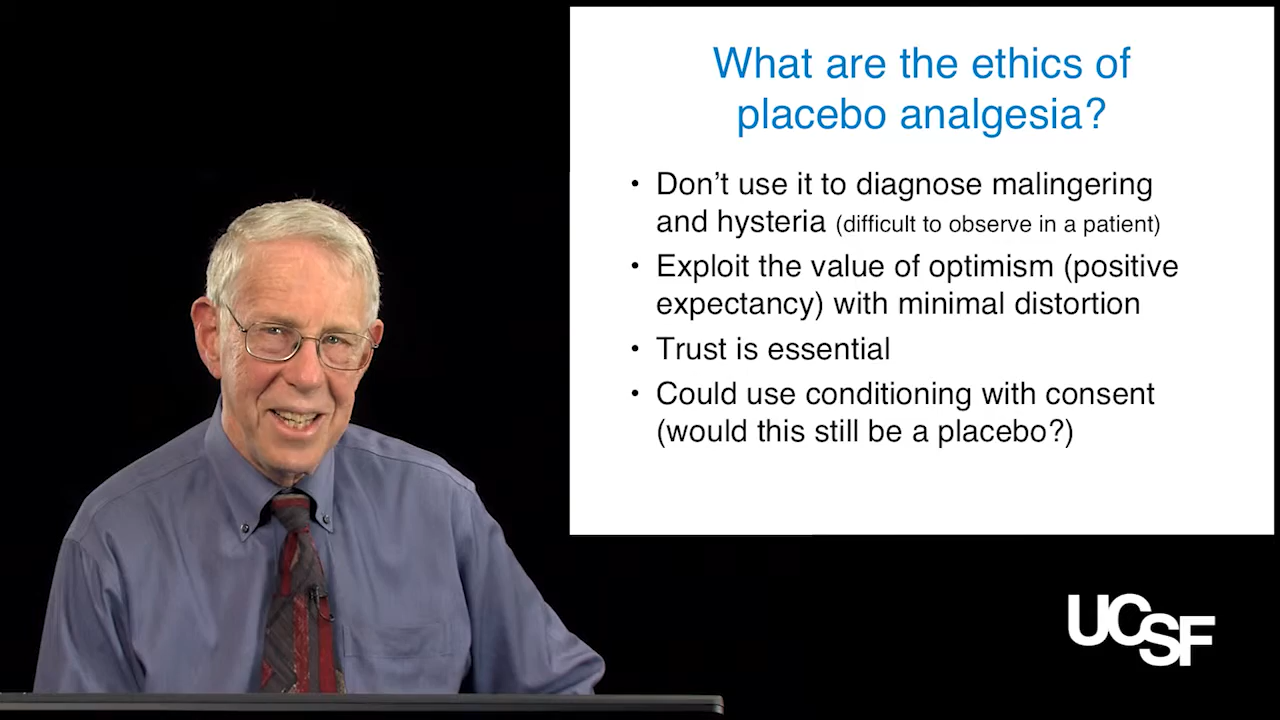 What are the ethics of
placebo analgesia?
• Don’t use it to diagnose malingering
and hysteria (difficult to observe in a patient)
• Exploit the value of optimism (positive
expectancy) with minimal distortion
• Trust is essential
• Could use conditioning with consent
(would this still be a placebo?)
UCSF